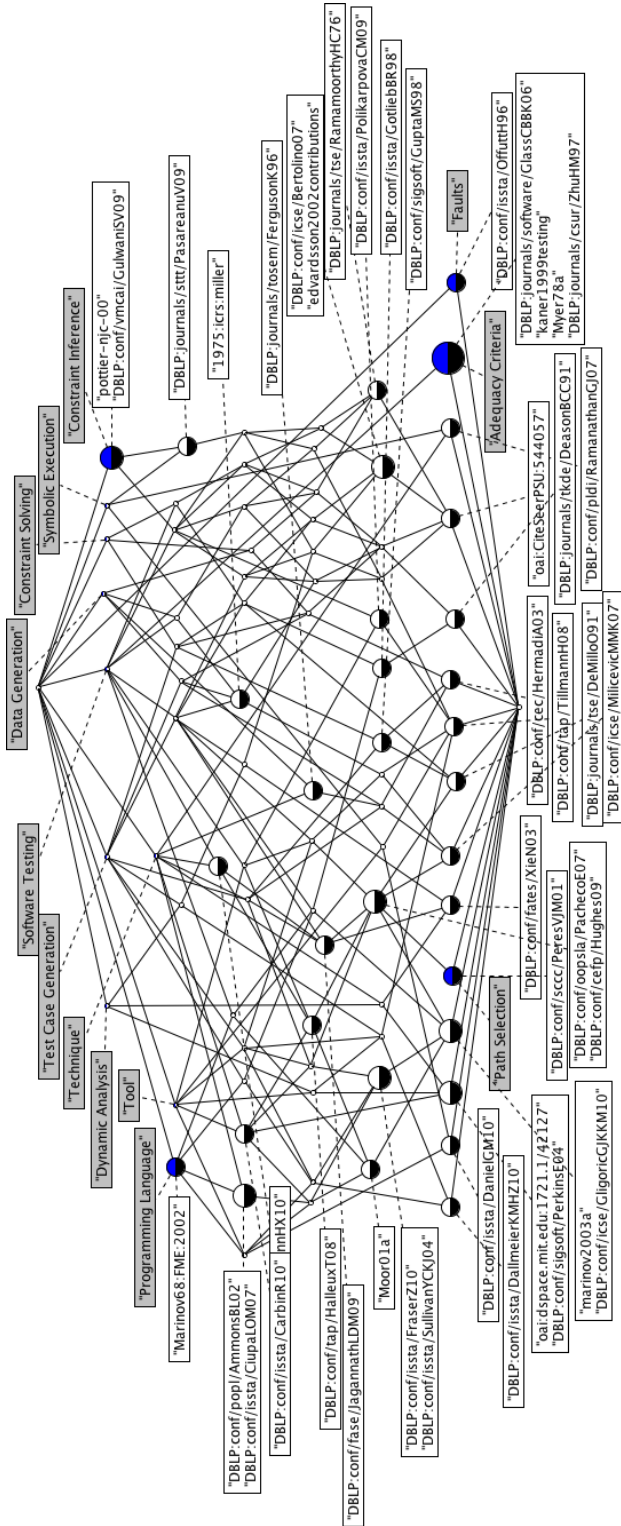 "Data Generation"
"Constraint Solving"
"Symbolic Execution"
"Constraint Inference"
"pottier-njc-00"
"DBLP:conf/vmcai/GulwaniSV09"
"DBLP:journals/sttt/PasareanuV09"
"1975:icrs:miller"
"DBLP:journals/tosem/FergusonK96"
"DBLP:conf/icse/Bertolino07"
"edvardsson2002contributions"
"DBLP:journals/tse/RamamoorthyHC76"
"DBLP:conf/issta/PolikarpovaCM09"
"DBLP:conf/issta/GotliebBR98"
"DBLP:conf/sigsoft/GuptaMS98"
"Software Testing"
"Test Case Generation"
"Technique"
"Dynamic Analysis"
"Tool"
"Programming Language"
"Marinov68:FME:2002"
"DBLP:conf/popl/AmmonsBL02"
"DBLP:conf/issta/CiupaLOM07"
"DBLP:conf/issta/CarbinR10"
nnHX10"
"DBLP:conf/tap/HalleuxT08"
"DBLP:conf/fase/JagannathLDM09"
"Moor01a"
"DBLP:conf/issta/FraserZ10"
"DBLP:conf/issta/SullivanYCKJ04"
"Faults"
"DBLP:conf/issta/OffuttH96"
"DBLP:journals/software/GlassCBBK06"
"kaner1999testing"
"Myer78a"
"DBLP:journals/csur/ZhuHM97"
"Adequacy Criteria"
"DBLP:conf/pldi/RamanathanGJ07"
"oai:CiteSeerPSU:544057"
"DBLP:journals/tkde/DeasonBCC91"
"DBLP:conf/cec/HermadiA03"
"DBLP:conf/tap/TillmannH08"
"DBLP:journals/tse/DeMilloO91"
"DBLP:conf/icse/MilicevicMMK07"
"DBLP:conf/fates/XieN03"
"DBLP:conf/sccc/PeresVJM01"
"DBLP:conf/oopsla/PachecoE07"
"DBLP:conf/cefp/Hughes09"
"Path Selection"
"DBLP:conf/issta/DanielGM10"
"DBLP:conf/issta/DallmeierKMHZ10"
"oai:dspace.mit.edu:1721.1/42127"
"DBLP:conf/sigsoft/PerkinsE04"
"marinov2003a"
"DBLP:conf/icse/GligoricGJKKM10"